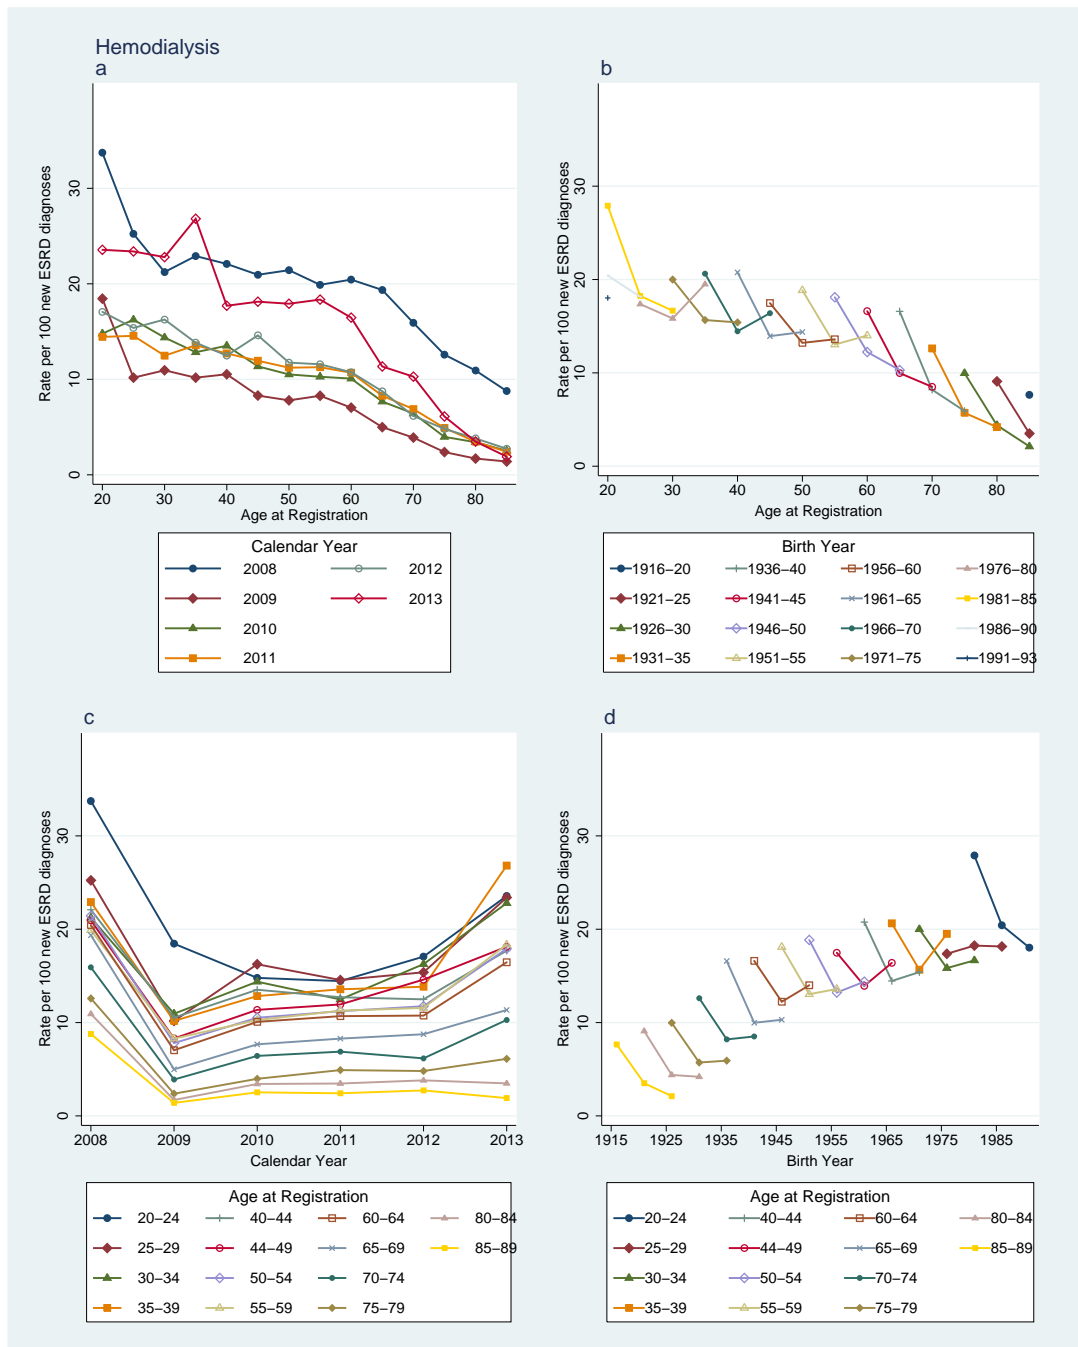 Hemodialysis
a
Rate per 100 new ESRD diagnoses
0
10
20
30
20 30 40 50 60 70 80
Age at Registration
Calendar Year
2008 2012
2009 2013
2010
2011
b
Rate per 100 new ESRD diagnoses
0
10
20
30
20 30 40 50 60 70 80
Age at Registration
Birth Year
1916−20 1936−40 1956−60 1976−80
1921−25 1941−45 1961−65 1981−85
1926−30 1946−50 1966−70 1986−90
1931−35 1951−55 1971−75 1991−93
c
Rate per 100 new ESRD diagnoses
0
10
20
30
2008 2009 2010 2011 2012 2013
Calendar Year
Age at Registration
20−24 40−44 60−64 80−84
25−29 44−49 65−69 85−89
30−34 50−54 70−74
35−39 55−59 75−79
d
Rate per 100 new ESRD diagnoses
0
10
20
30
1915 1925 1935 1945 1955 1965 1975 1985
Birth Year
Age at Registration
20−24 40−44 60−64 80−84
25−29 44−49 65−69 85−89
30−34 50−54 70−74
35−39 55−59 75−79